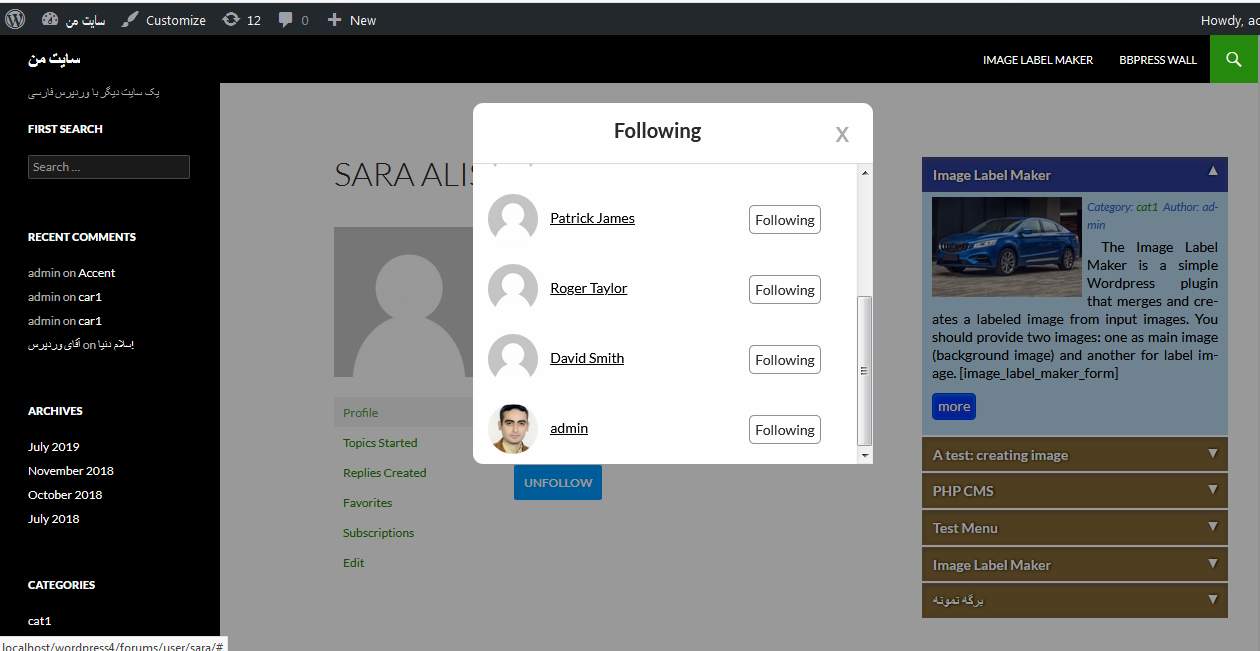 سایت من
Customize
12
0
New
Howdy, ad
سایت من
IMAGE LABEL MAKER
BBPRESS WALL
یک سایت دیگر با وردپرس فارسی
FIRST SEARCH
Search …
RECENT COMMENTS
admin on Accent
admin on car1
admin on car1
آقای وردپرس on سلام دنیا!
ARCHIVES
July 2019
November 2018
October 2018
July 2018
CATEGORIES
cat1
localhost/wordpress4/forums/user/sara/#
SARA ALIS
Profile
Topics Started
Replies Created
Favorites
Subscriptions
Edit
Following
X
Patrick James
Following
Roger Taylor
Following
David Smith
Following
admin
Following
UNFOLLOW
Image Label Maker
Category: cat1 Author: ad-
min
The Image Label
Maker is a simple
Wordpress plugin
that merges and cre-
ates a labeled image from input images. You
should provide two images: one as main image
(background image) and another for label im-
age. [image_label_maker_form]
more
A test: creating image
PHP CMS
Test Menu
Image Label Maker
برگه نمونه